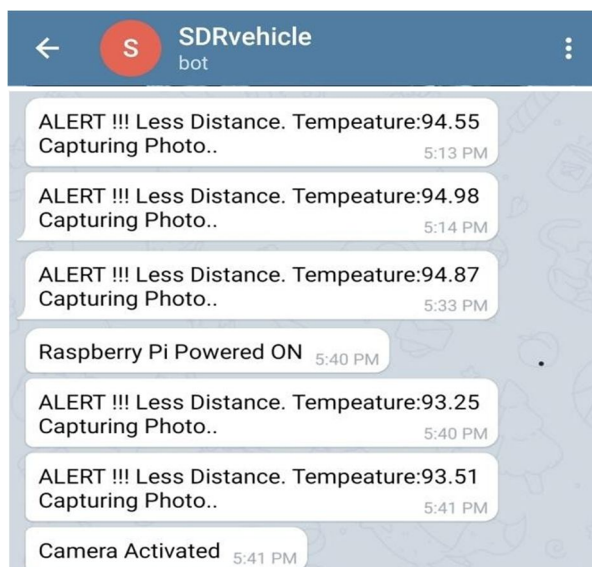 S
SDRvehicle
bot
ALERT !!! Less Distance. Tempeature:94.55
Capturing Photo..
5:13 PM
ALERT !!! Less Distance. Tempeature:94.98
Capturing Photo..
5:14 PM
ALERT !!! Less Distance. Tempeature:94.87
Capturing Photo..
5:33 PM
Raspberry Pi Powered ON 5:40 PM
ALERT !!! Less Distance. Tempeature:93.25
Capturing Photo..
5:40 PM
ALERT !!! Less Distance. Tempeature:93.51
Capturing Photo..
5:41 PM
Camera Activated 5:41 PM